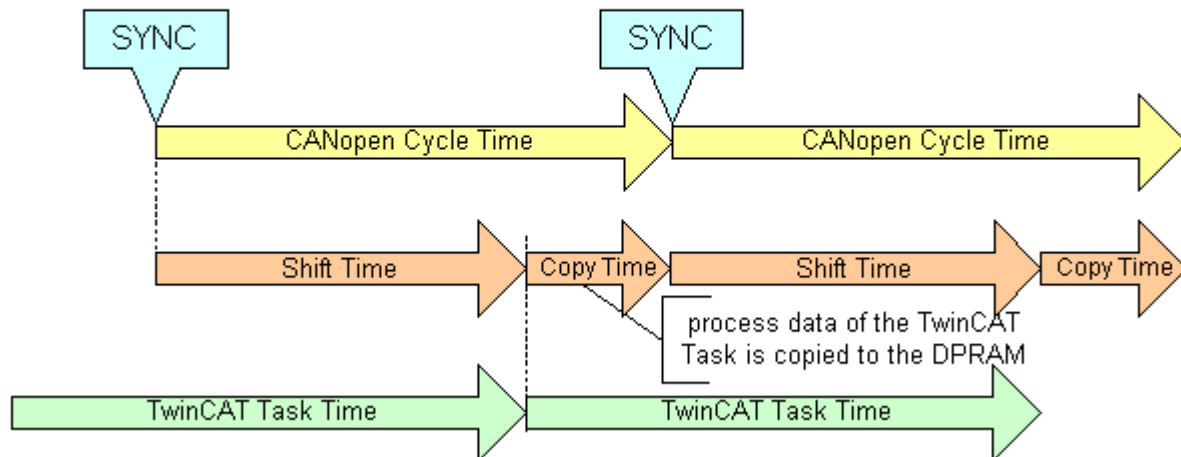 SYNC
SYNC
CANopen Cycle Time
CANopen Cycle Time
Shift Time
Copy Time
Shift Time
Copy Time
process data of the TwinCAT
Task is copied to the DPRAM
TwinCAT Task Time
TwinCAT Task Time